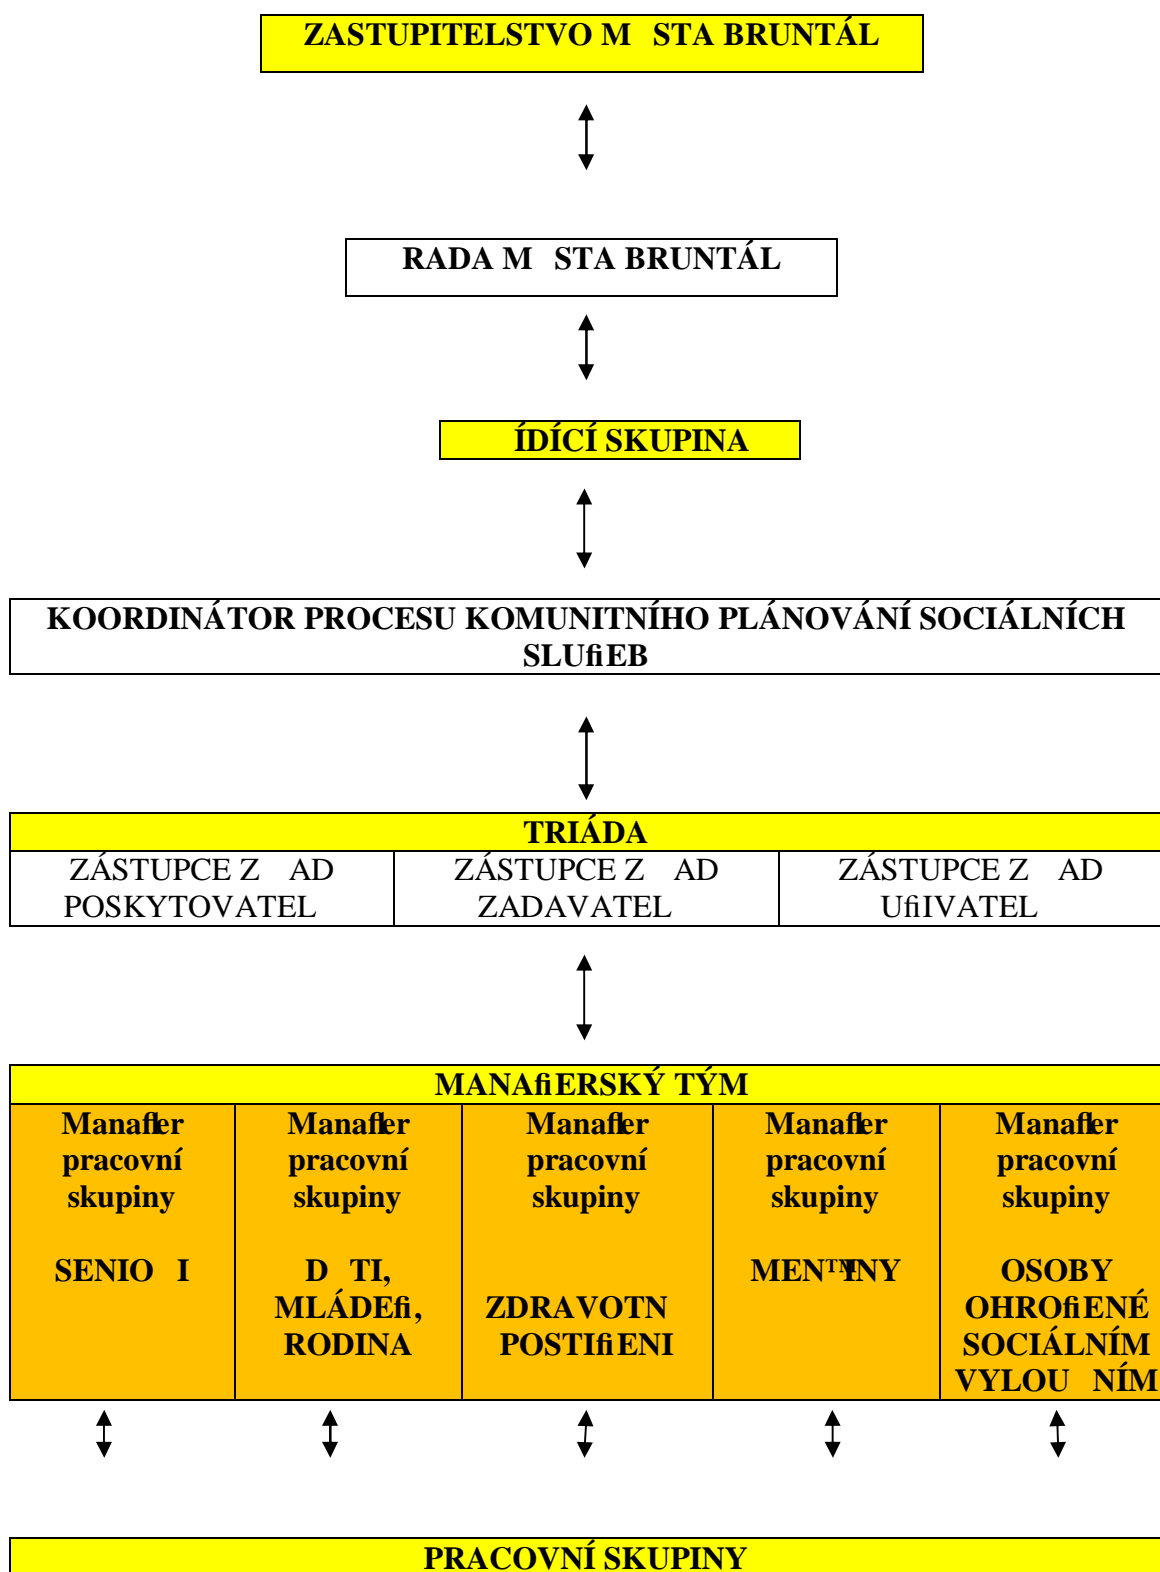 ZASTUPITELSTVO M STA BRUNTÁL
RADA M STA BRUNTÁL
ÍDÍCÍ SKUPINA
KOORDINÁTOR PROCESU KOMUNITNÍHO PLÁNOVÁNÍ SOCIÁLNÍCH
SLUfiEB
TRIÁDA
ZÁSTUPCE Z AD
POSKYTOVATEL
ZÁSTUPCE Z AD
ZADAVATEL
ZÁSTUPCE Z AD
UfiIVATEL
MANAfiERSKÝ TÝM
Manafler
pracovní
skupiny
SENIO I
Manafler
pracovní
skupiny
D TI,
MLÁDEfi,
RODINA
Manafler
pracovní
skupiny
ZDRAVOTN
POSTIfiENI
Manafler
pracovní
skupiny
MEN™INY
Manafler
pracovní
skupiny
OSOBY
OHROfiENÉ
SOCIÁLNÍM
VYLOU NÍM
PRACOVNÍ SKUPINY